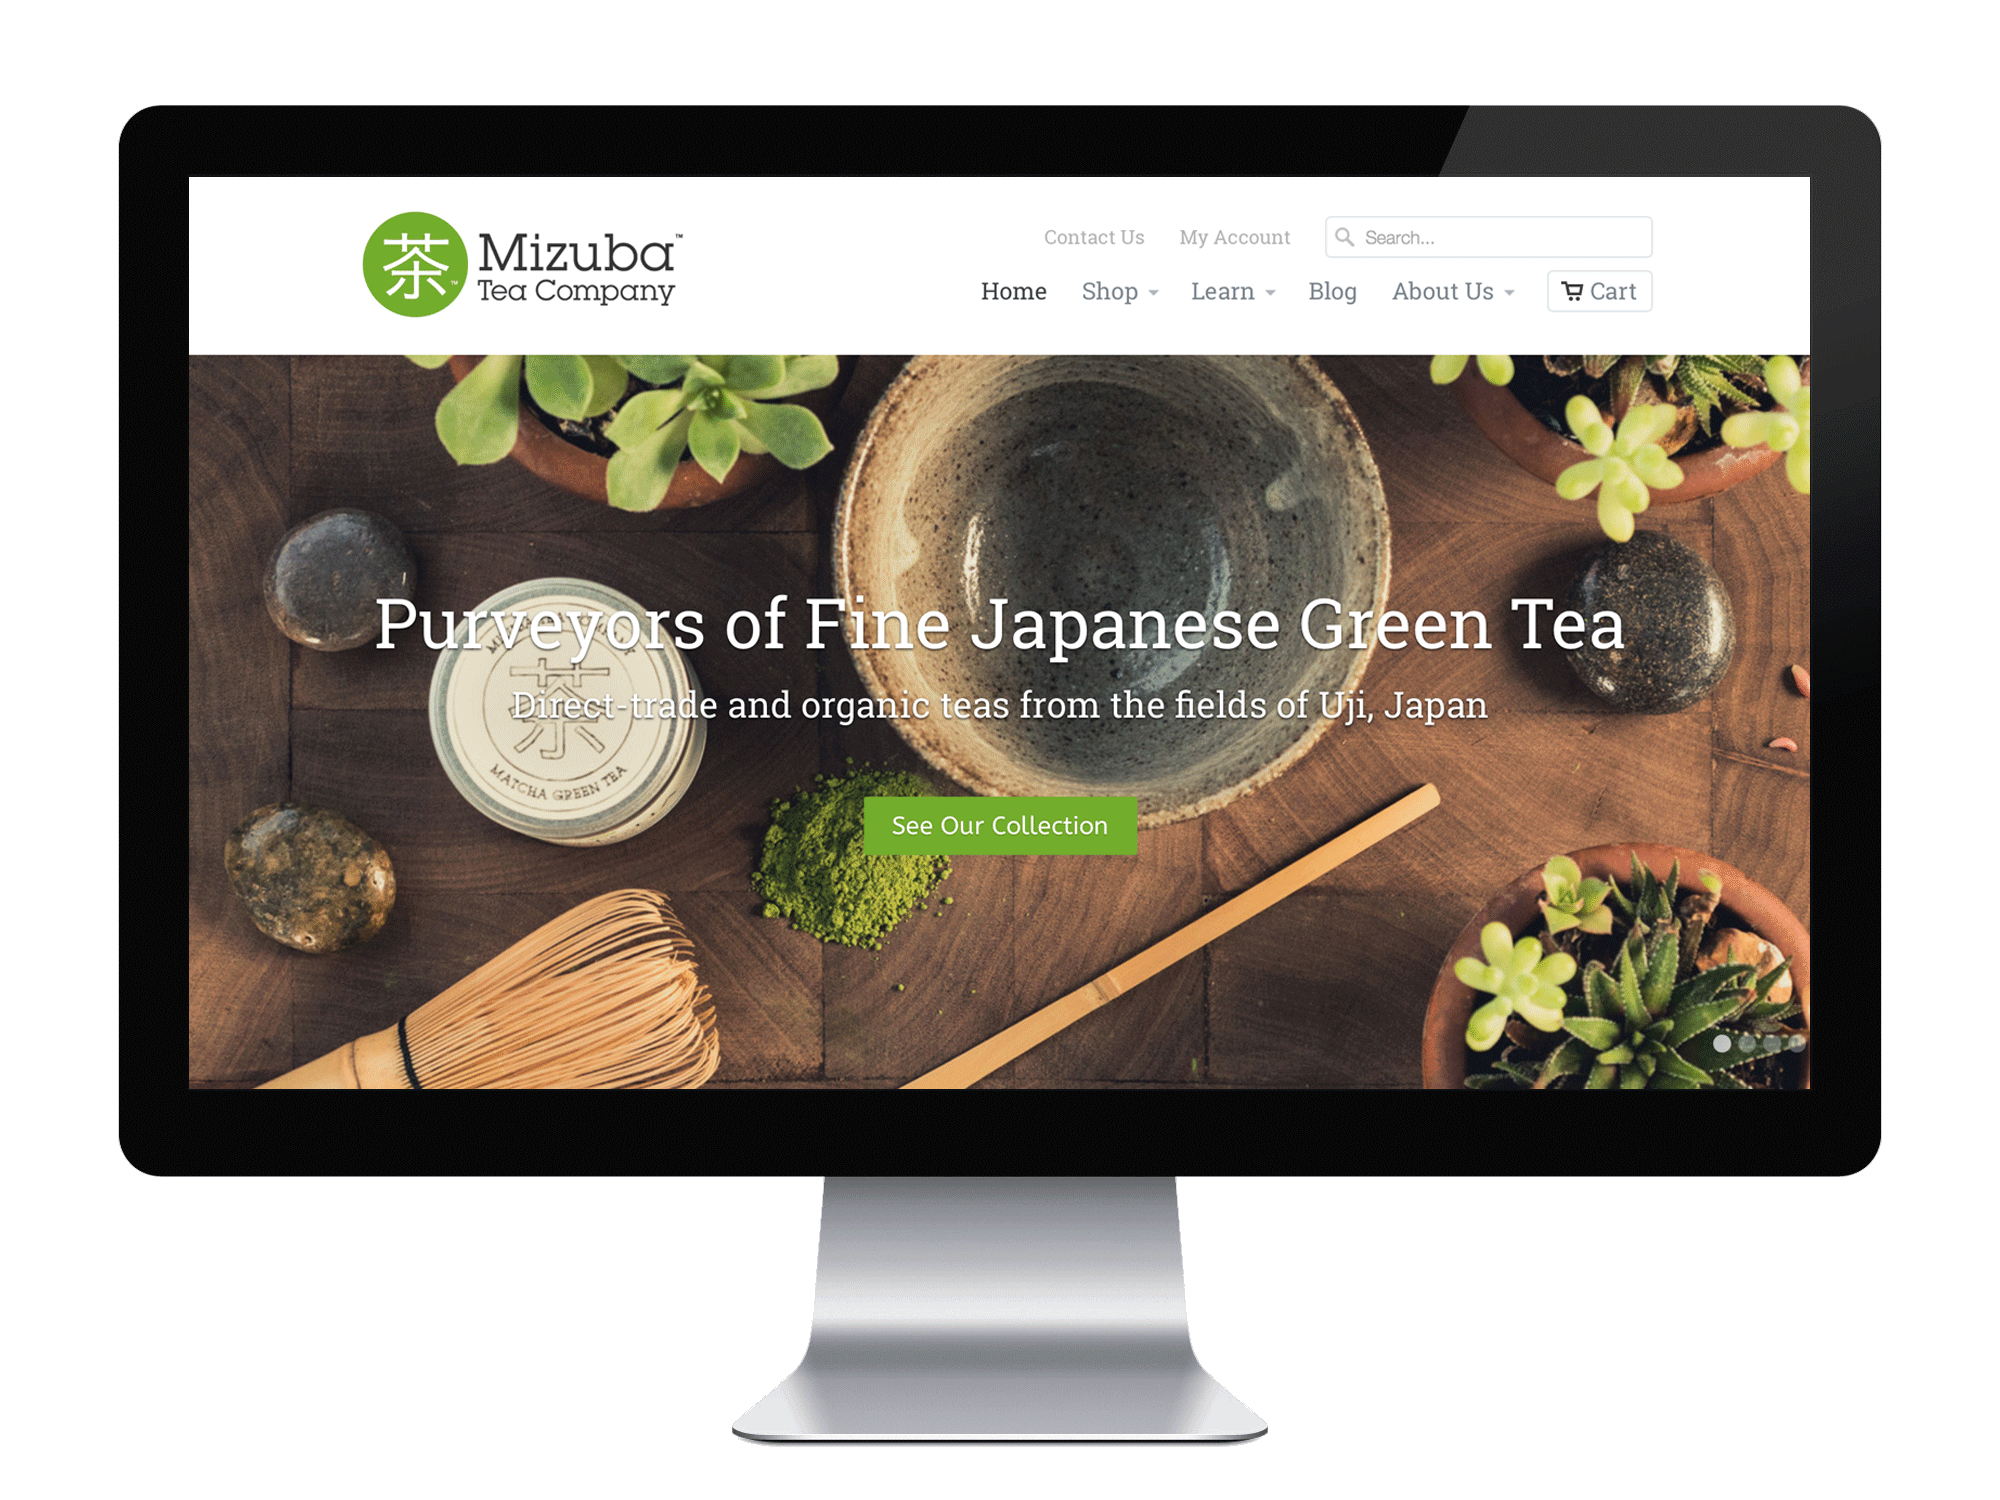 茶™
Mizuba™
Tea Company
Contact Us
My Account
Search...
Home
Shop
Learn
Blog
About Us
Cart
Purveyors of Fine Japanese Green Tea
Direct-trade and organic teas from the fields of Uji, Japan
茶
MATCHA GREEN TEA
See Our Collection